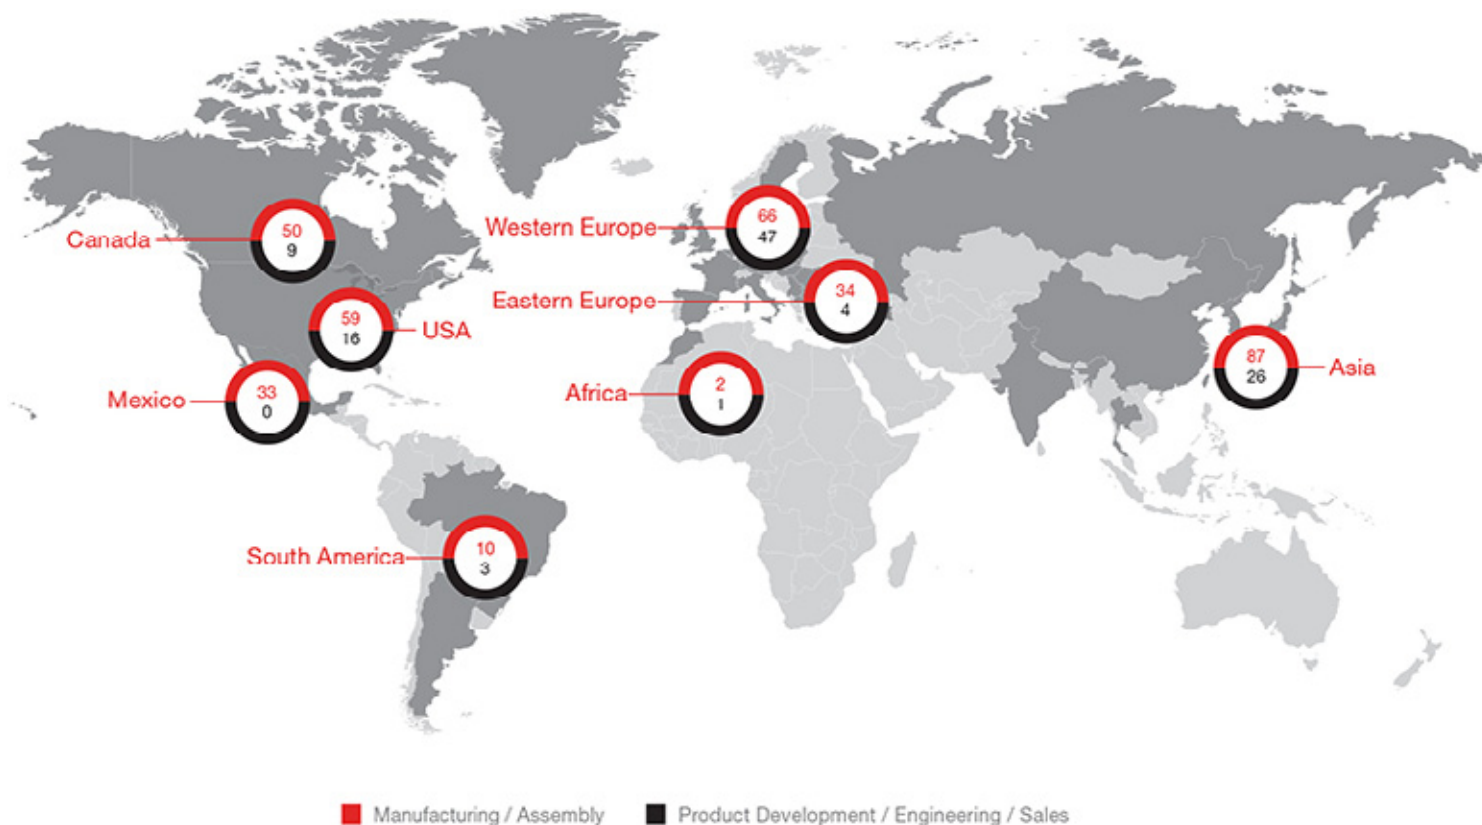 Canada
50
9
59
16
USA
Mexico
33
0
South America
10
3
Western Europe
66
47
Eastern Europe
34
4
Africa
2
1
87
26
Asia
Manufacturing / Assembly
Product Development / Engineering / Sales